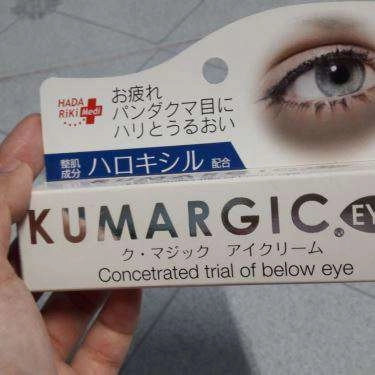 HADA
RiKi Medi
お疲れ
パンダクマ目に
ハリとうるおい
整肌
成分 ハロキシル 配合
KUMARGIC® EY
ク・マジック アイクリーム
Concetrated trial of below eye